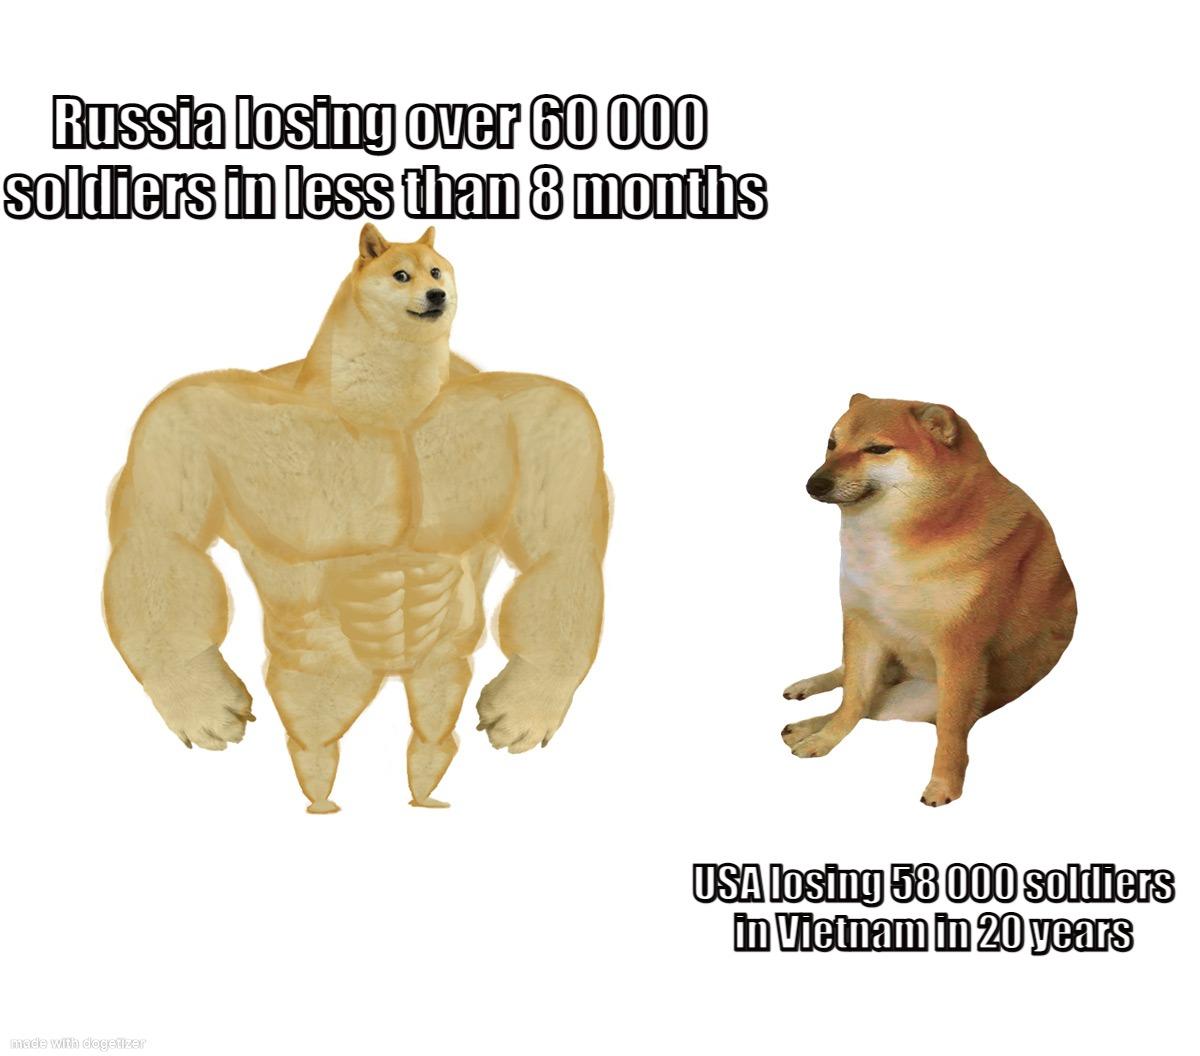 Russia losing over 60 000
soldiers in less than 8 months
USA losing 58 000 soldiers
in Vietnam in 20 years
made with dogetizer